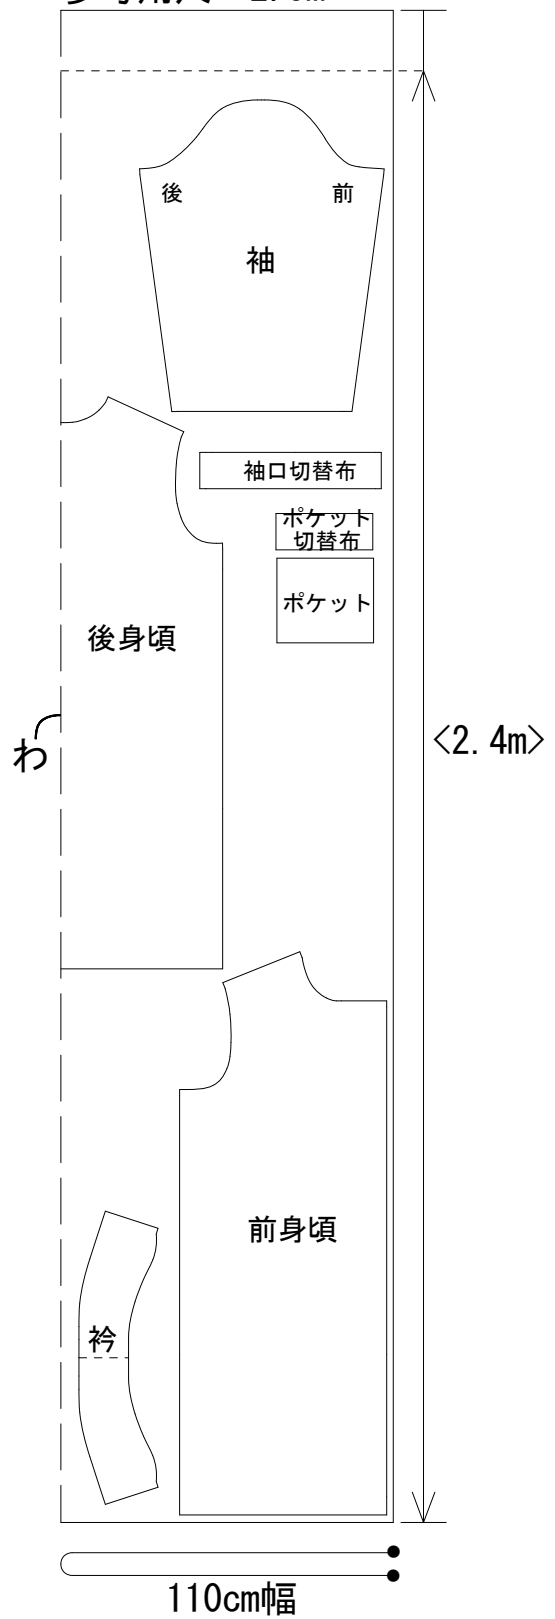 後 前
袖
袖口切替布
ポケット
切替布
ポケット
後身頃
わ
<2.4m>
前身頃
衿
110cm幅